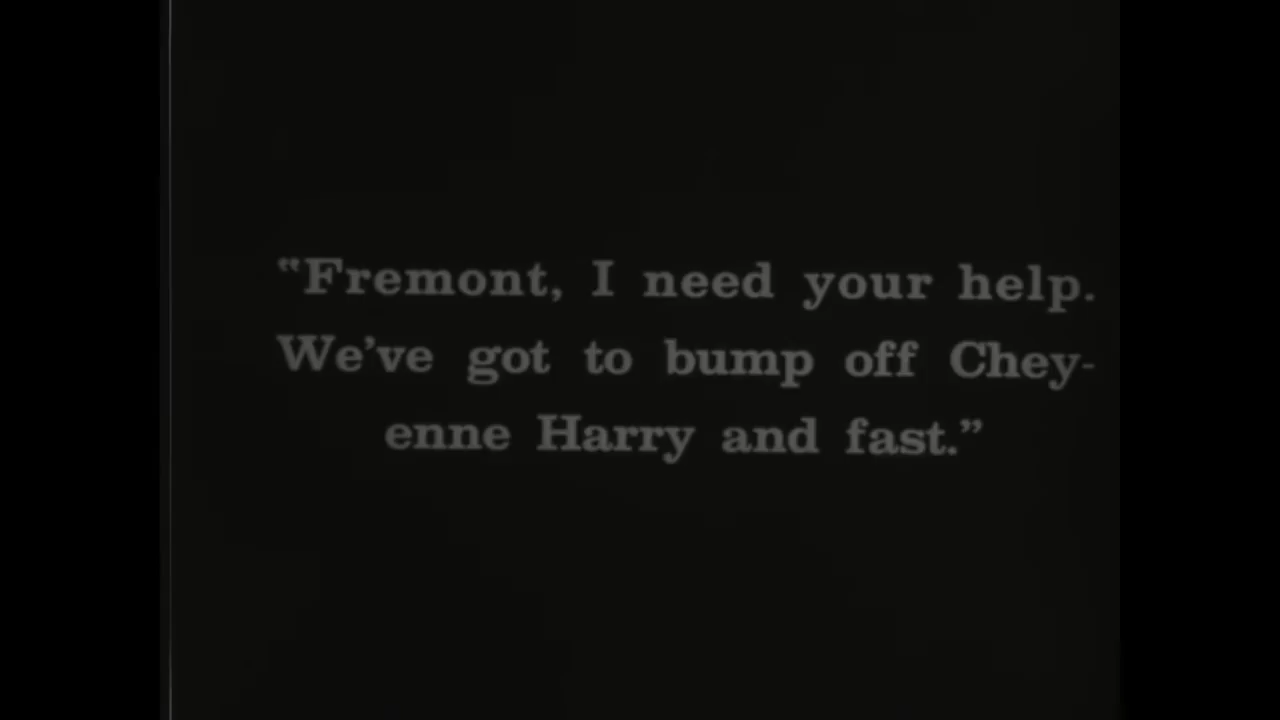 “Fremont, I need your help.
We’ve got to bump off Chey-
enne Harry and fast.”